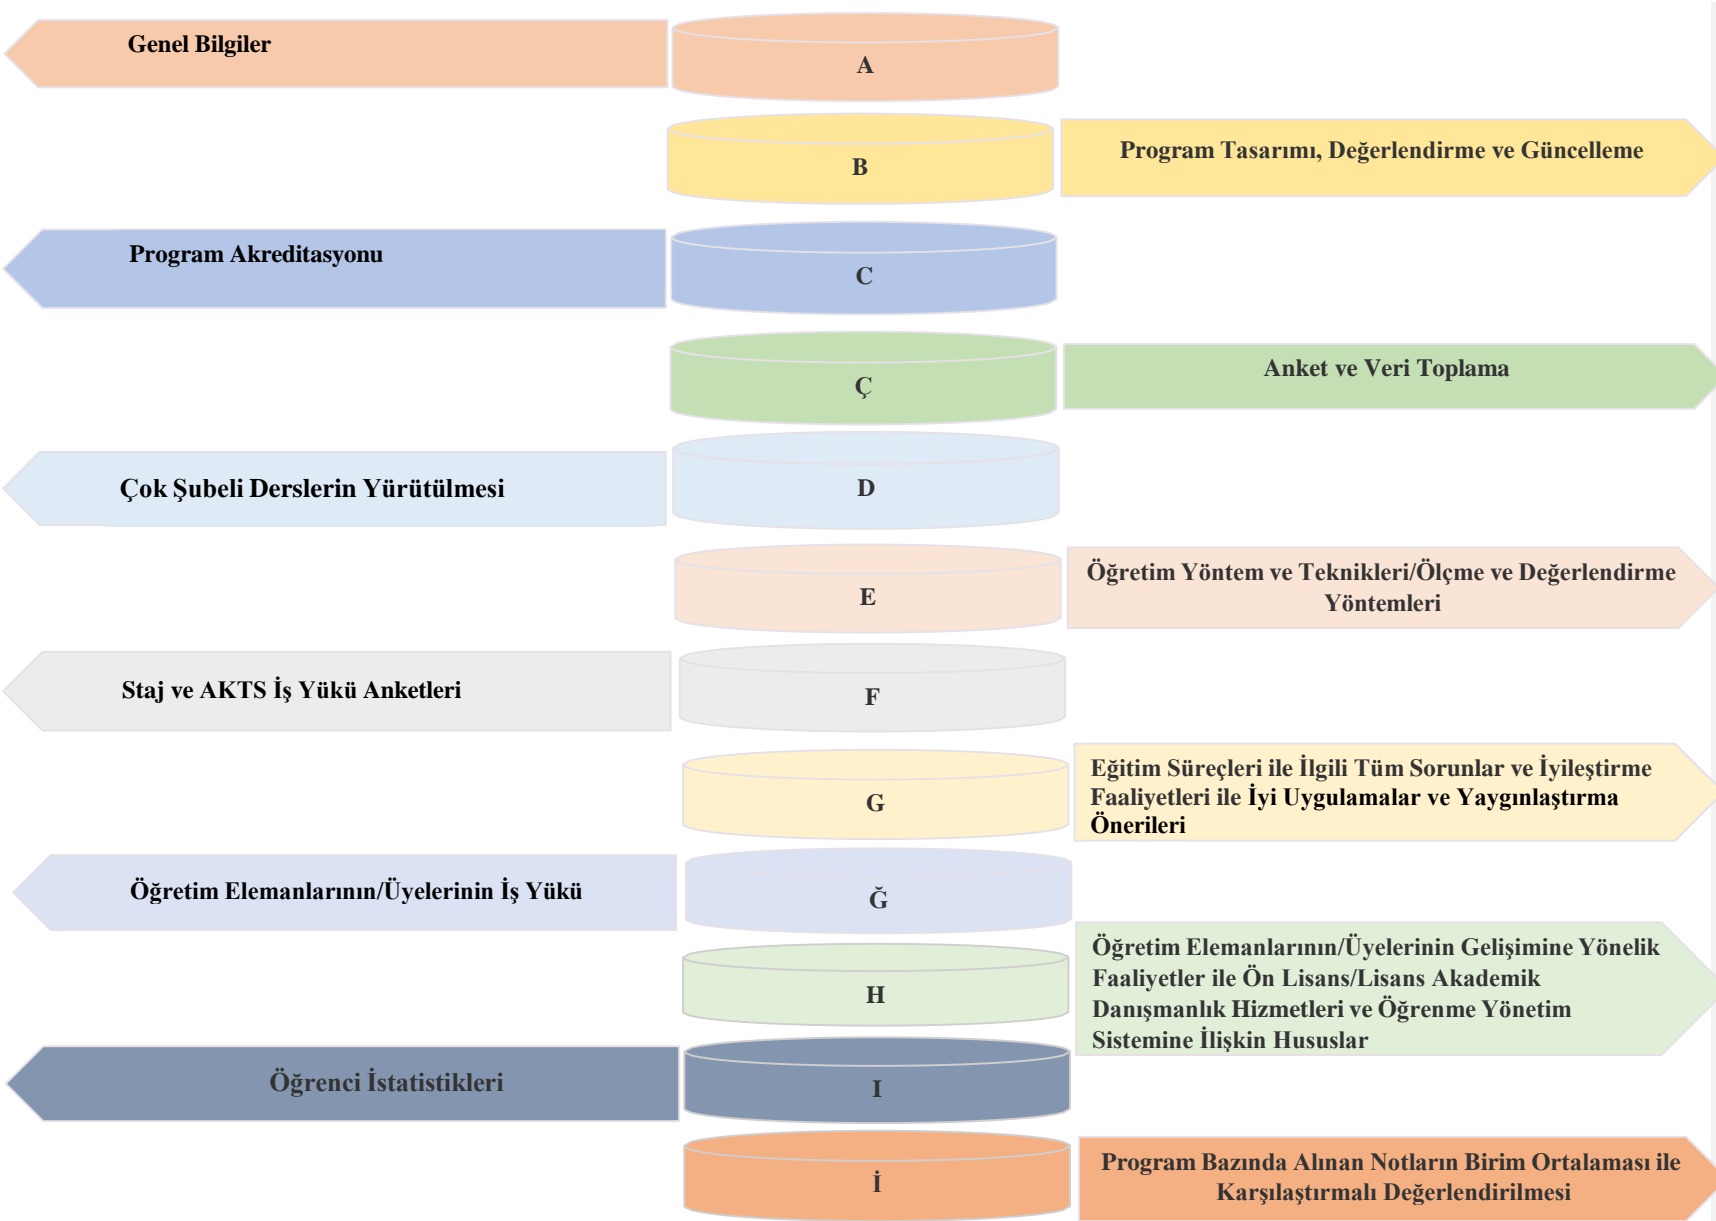 Genel Bilgiler
A
B
Program Tasarımı, Değerlendirme ve Güncelleme
Program Akreditasyonu
C
Ç
Anket ve Veri Toplama
Çok Şubeli Derslerin Yürütülmesi
D
E
Öğretim Yöntem ve Teknikleri/Ölçme ve Değerlendirme
Yöntemleri
Staj ve AKTS İş Yükü Anketleri
F
G
Eğitim Süreçleri ile İlgili Tüm Sorunlar ve İyileştirme
Faaliyetleri ile İyi Uygulamalar ve Yaygınlaştırma
Önerileri
Öğretim Elemanlarının/Üyelerinin İş Yükü
Ğ
H
Öğretim Elemanlarının/Üyelerinin Gelişimine Yönelik
Faaliyetler ile Ön Lisans/Lisans Akademik
Danışmanlık Hizmetleri ve Öğrenme Yönetim
Sistemine İlişkin Hususlar
Öğrenci İstatistikleri
I
İ
Program Bazında Alınan Notların Birim Ortalaması ile
Karşılaştırmalı Değerlendirilmesi